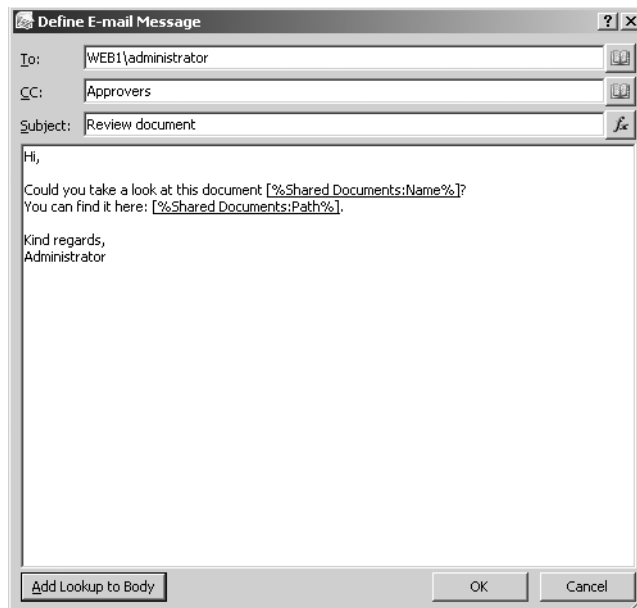 Define E-mail Message
To: WEB1\administrator
CC: Approvers
Subject: Review document
Hi,
Could you take a look at this document [%Shared Documents:Name%]?
You can find it here: [%Shared Documents:Path%].
Kind regards,
Administrator
Add Lookup to Body OK Cancel